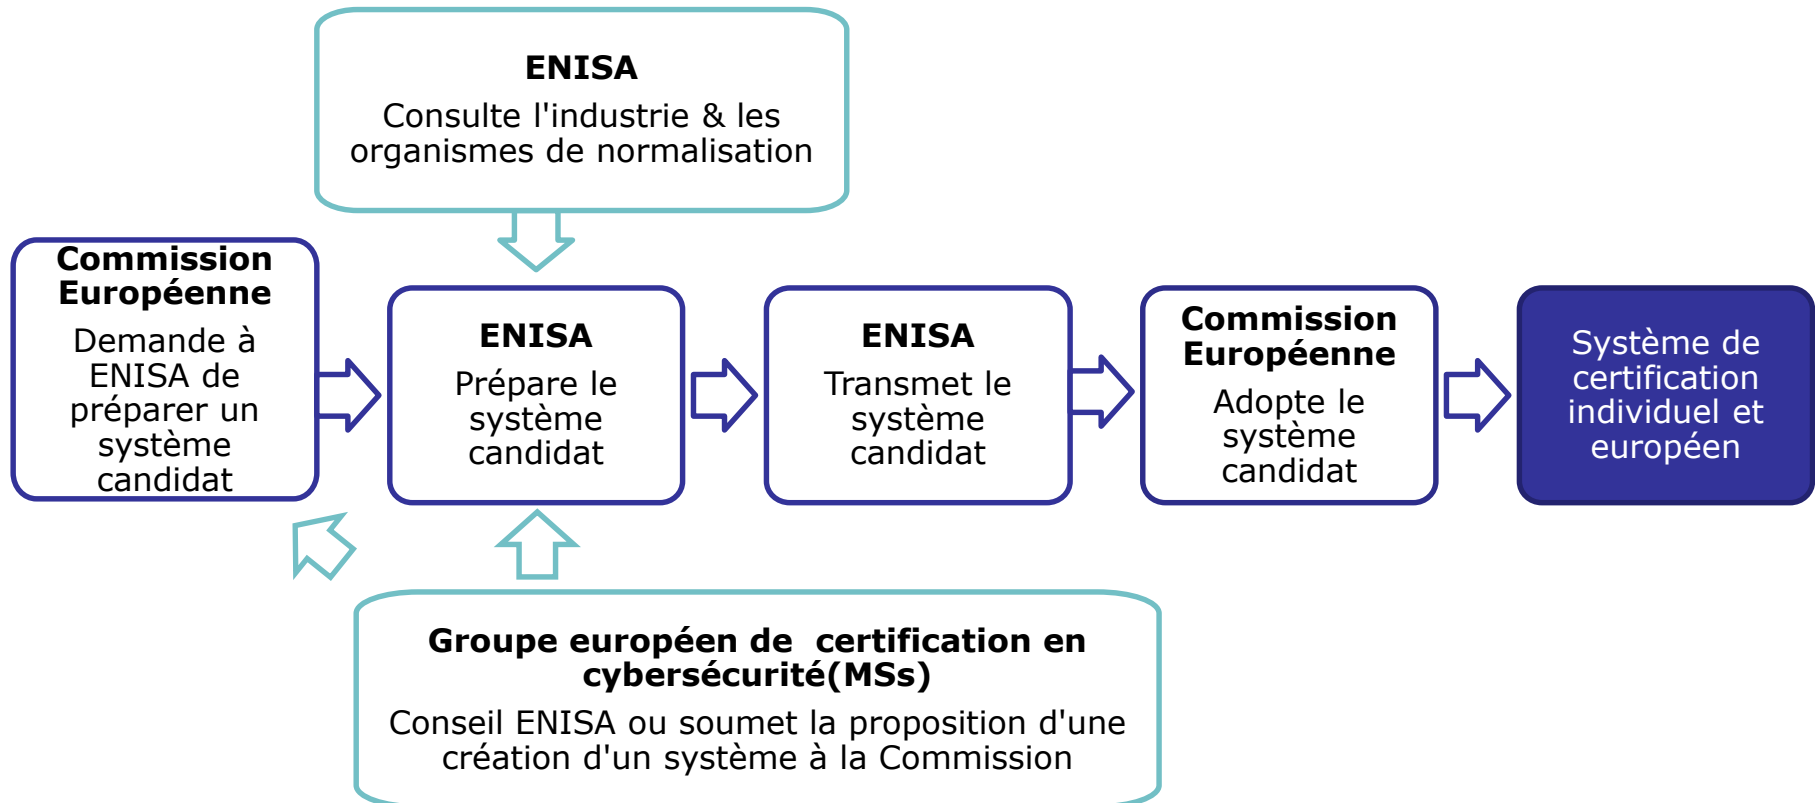 ENISA
Consulte l'industrie & les
organismes de normalisation
Commission
Européenne
Demande à
ENISA de
préparer un
système
candidat
ENISA
Prépare le
système
candidat
ENISA
Transmet le
système
candidat
Commission
Européenne
Adopte le
système
candidat
Système de
certification
individuel et
européen
Groupe européen de  certification en
cybersécurité(MSs)
Conseil ENISA ou soumet la proposition d'une
création d'un système à la Commission